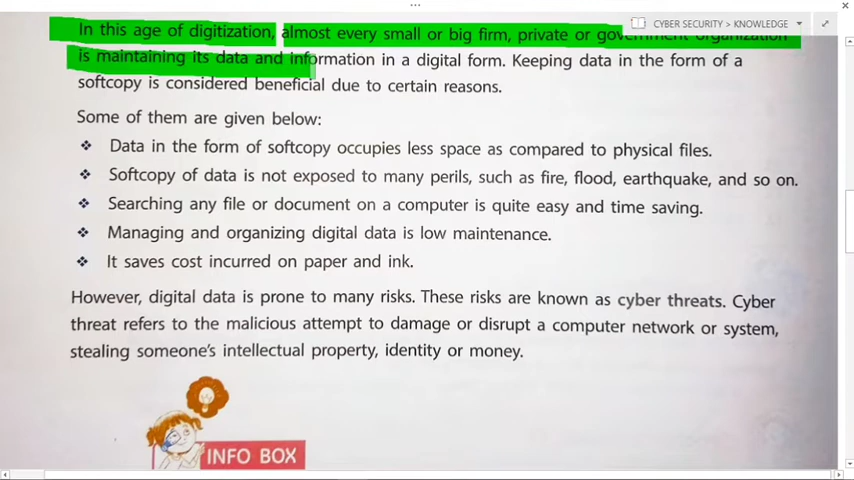 CYBER SECURITY > KNOWLEDGE
In this age of digitization, almost every small or big firm, private or government organization
is maintaining its data and information in a digital form. Keeping data in the form of a
softcopy is considered beneficial due to certain reasons.
Some of them are given below:
❖ Data in the form of softcopy occupies less space as compared to physical files.
❖ Softcopy of data is not exposed to many perils, such as fire, flood, earthquake, and so on.
❖ Searching any file or document on a computer is quite easy and time saving.
❖ Managing and organizing digital data is low maintenance.
❖ It saves cost incurred on paper and ink.
However, digital data is prone to many risks. These risks are known as cyber threats. Cyber
threat refers to the malicious attempt to damage or disrupt a computer network or system,
stealing someone's intellectual property, identity or money.
INFO BOX